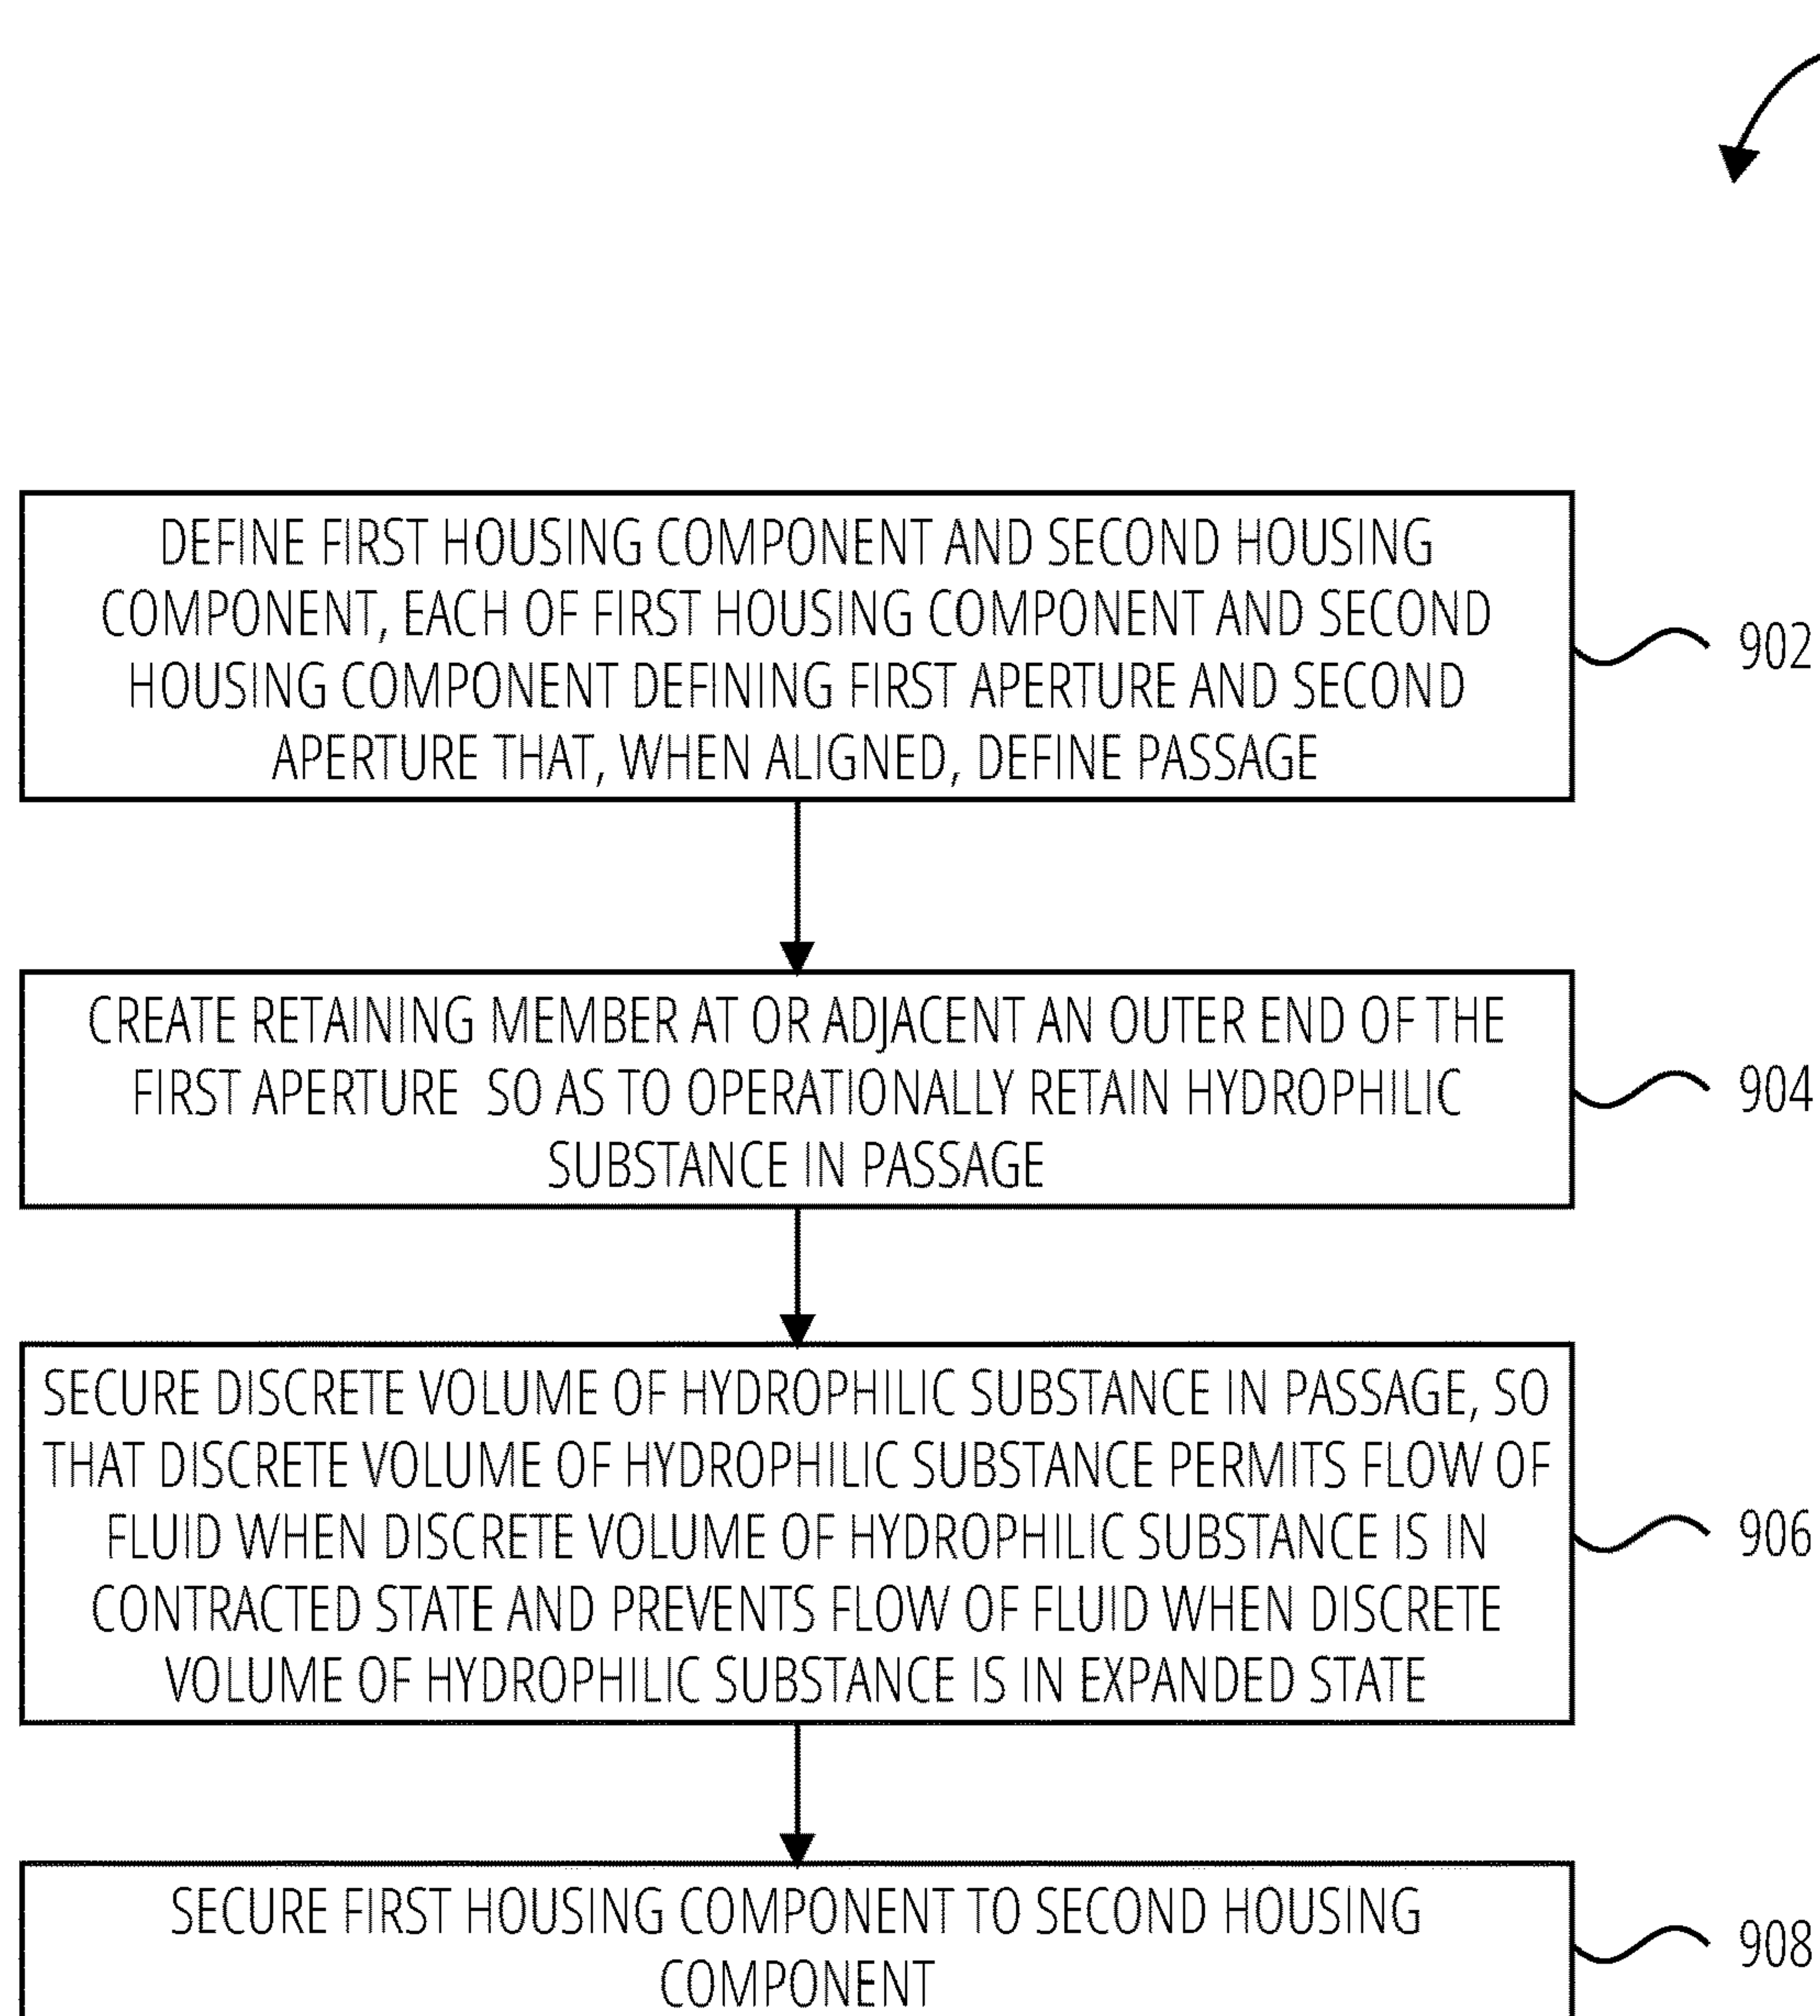 DEFINE FIRST HOUSING COMPONENT AND SECOND HOUSING
COMPONENT, EACH OF FIRST HOUSING COMPONENT AND SECOND
HOUSING COMPONENT DEFINING FIRST APERTURE AND SECOND
APERTURE THAT, WHEN ALIGNED, DEFINE PASSAGE
902
CREATE RETAINING MEMBER AT OR ADJACENT AN OUTER END OF THE
FIRST APERTURE SO AS TO OPERATIONALLY RETAIN HYDROPHILIC
SUBSTANCE IN PASSAGE
904
SECURE DISCRETE VOLUME OF HYDROPHILIC SUBSTANCE IN PASSAGE, SO
THAT DISCRETE VOLUME OF HYDROPHILIC SUBSTANCE PERMITS FLOW OF
FLUID WHEN DISCRETE VOLUME OF HYDROPHILIC SUBSTANCE IS IN
CONTRACTED STATE AND PREVENTS FLOW OF FLUID WHEN DISCRETE
VOLUME OF HYDROPHILIC SUBSTANCE IS IN EXPANDED STATE
906
SECURE FIRST HOUSING COMPONENT TO SECOND HOUSING
COMPONENT
908